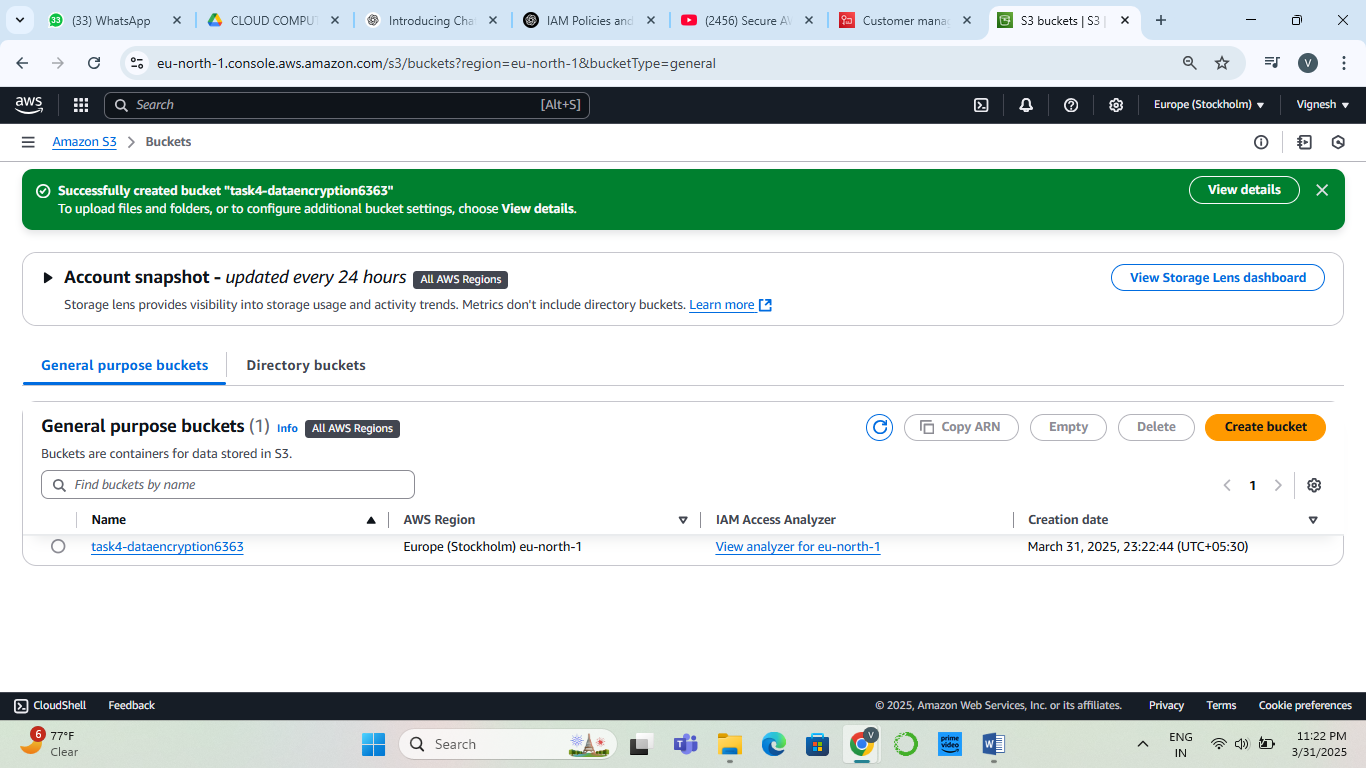 33
(33) WhatsApp
CLOUD COMPUT
Introducing Cha
IAM Policies and
(2456) Secure AW
Customer mana
S3 buckets | S3 |
eu-north-1.console.aws.amazon.com/s3/buckets?region=eu-north-1&bucketType=general
V
aws
Search
[Alt+S]
Europe (Stockholm)
Vignesh
Amazon S3
Buckets
Successfully created bucket "task4-dataencryption6363"
To upload files and folders, or to configure additional bucket settings, choose View details.
View details
Account snapshot - updated every 24 hours
All AWS Regions
Storage lens provides visibility into storage usage and activity trends. Metrics don't include directory buckets. Learn more
View Storage Lens dashboard
General purpose buckets
Directory buckets
General purpose buckets (1)
Info
All AWS Regions
Copy ARN
Empty
Delete
Create bucket
Buckets are containers for data stored in S3.
Find buckets by name
1
Name
AWS Region
IAM Access Analyzer
Creation date
task4-dataencryption6363
Europe (Stockholm) eu-north-1
View analyzer for eu-north-1
March 31, 2025, 23:22:44 (UTC+05:30)
CloudShell
Feedback
© 2025, Amazon Web Services, Inc. or its affiliates.
Privacy
Terms
Cookie preferences
6
77°F
Clear
Search
V
prime video
ENG
IN
11:22 PM
3/31/2025